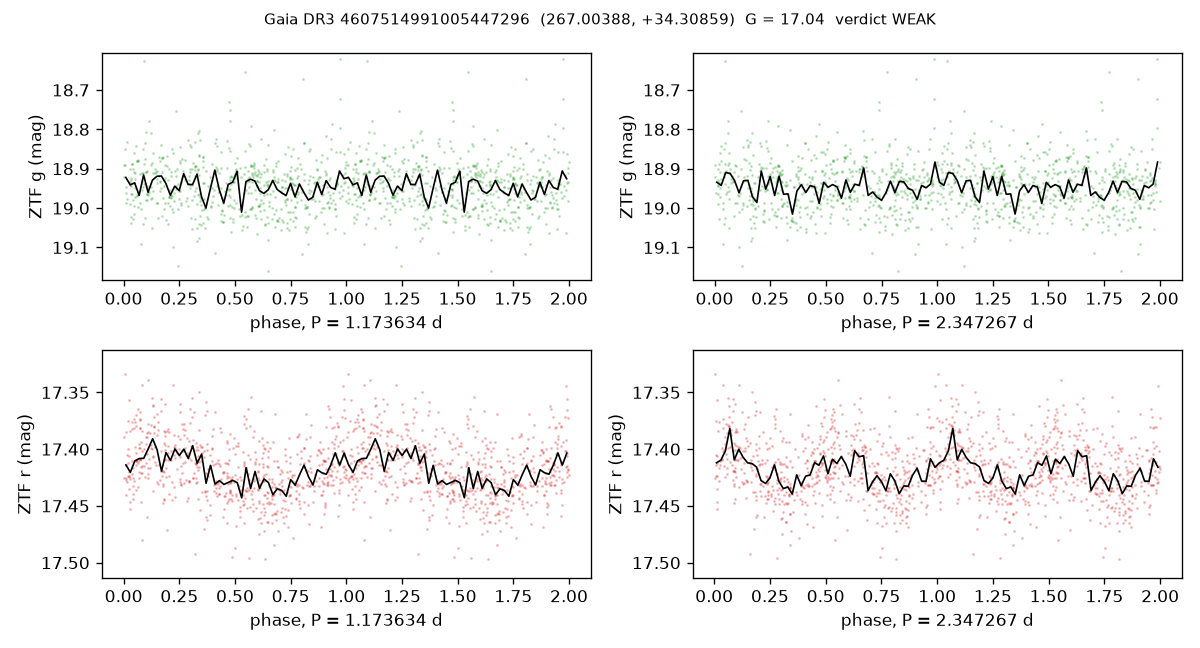 Gaia DR3 4607514991005447296 (267.00388, +34.30859) G = 17.04 verdict WEAK
ZTF g (mag)
18.7
18.8
18.9
19.0
19.1
0.00 0.25 0.50 0.75 1.00 1.25 1.50 1.75 2.00
phase, P = 1.173634 d
ZTF g (mag)
18.7
18.8
18.9
19.0
19.1
0.00 0.25 0.50 0.75 1.00 1.25 1.50 1.75 2.00
phase, P = 2.347267 d
ZTF r (mag)
17.35
17.40
17.45
17.50
0.00 0.25 0.50 0.75 1.00 1.25 1.50 1.75 2.00
phase, P = 1.173634 d
ZTF r (mag)
17.35
17.40
17.45
17.50
0.00 0.25 0.50 0.75 1.00 1.25 1.50 1.75 2.00
phase, P = 2.347267 d